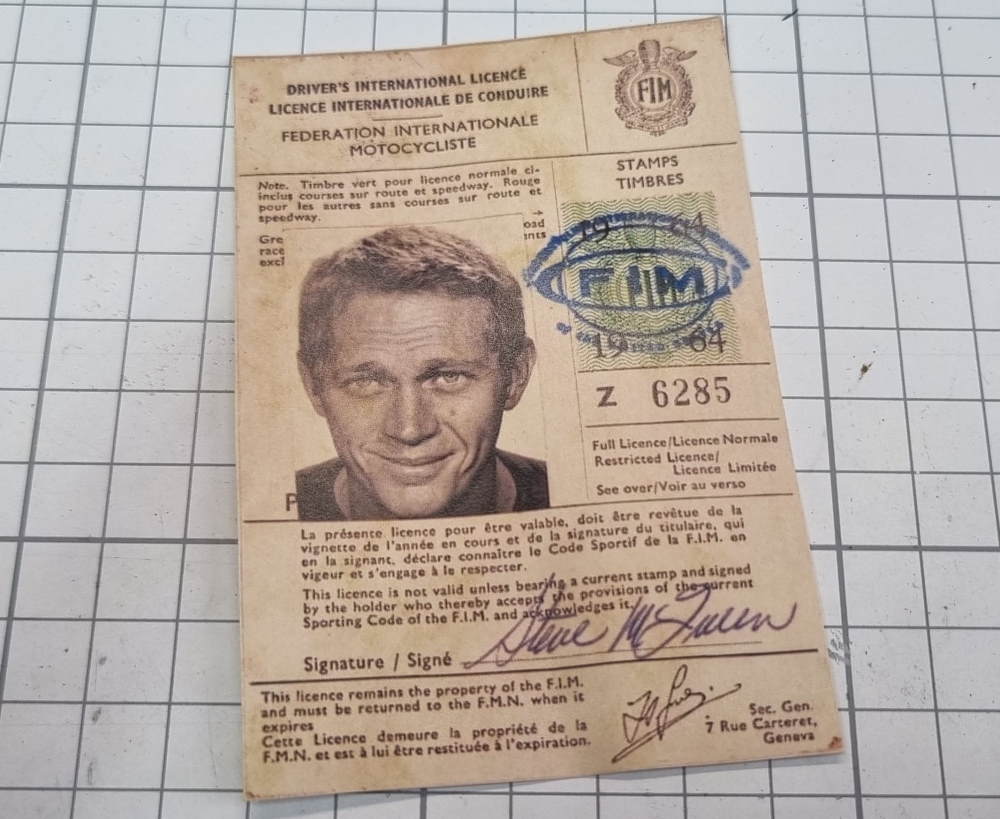 DRIVER'S INTERNATIONAL LICENCE
LICENCE INTERNATIONALE DE CONDUIRE
FEDERATION INTERNATIONALE
MOTOCYCLISTE
FIM
Note. Timbre vert pour licence normale ci-
inclus courses sur route et speedway. Rouge
pour les autres sans courses sur route et
speedway.
Gre
race
excl
oad
nts
STAMPS
TIMBRES
1964
FIM
1964
Z 6285
Full Licence/Licence Normale
Restricted Licence/
Licence Limitée
See over/Voir au verso
P
La présente licence pour être valable, doit être revêtue de la
vignette de l'année en cours et de la signature du titulaire, qui
en la signant, déclare connaître le Code Sportif de la F.I.M. en
vigeur et s'engage à le respecter.
This licence is not valid unless bearing a current stamp and signed
by the holder who thereby accepts the provisions of the current
Sporting Code of the F.I.M. and acknowledges it.
Signature / Signé Steve McQueen
This licence remains the property of the F.I.M.
and must be returned to the F.M.N. when it
expires
Cette Licence demeure la propriété de la
F.M.N. et est à lui être restituée à l'expiration.
Sec. Gen.
7 Rue Carteret,
Geneva